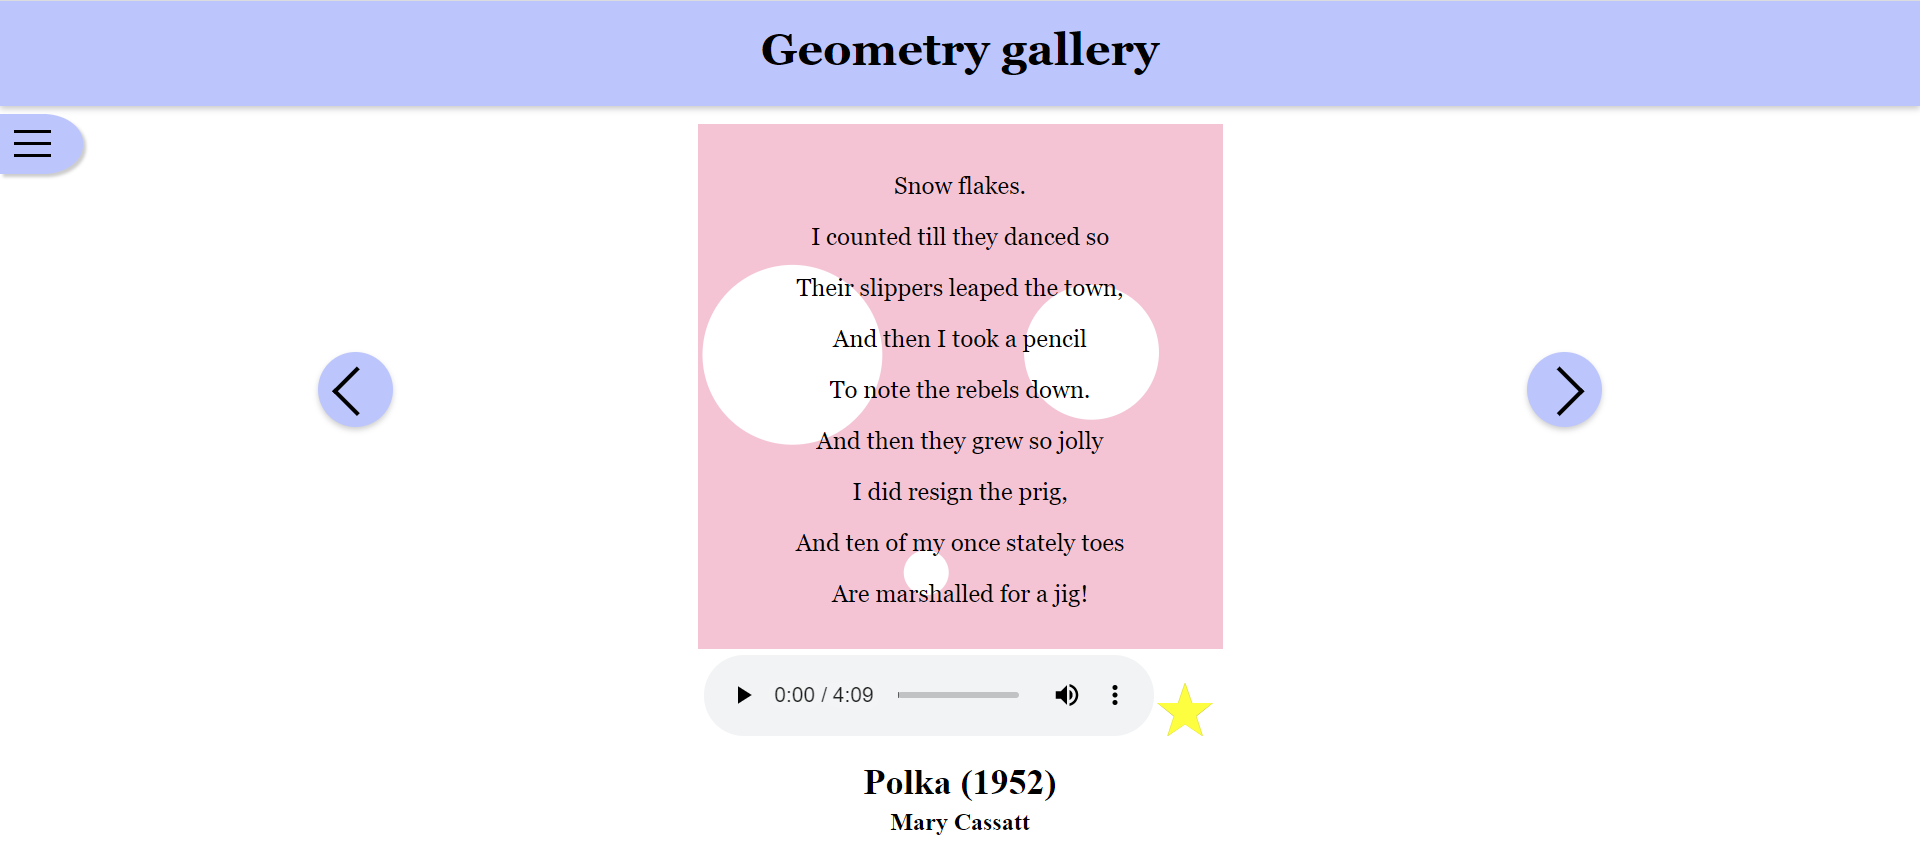 Geometry gallery
Snow flakes.
I counted till they danced so
Their slippers leaped the town,
And then I took a pencil
To note the rebels down.
And then they grew so jolly
I did resign the prig,
And ten of my once stately toes
Are marshalled for a jig!
0:00 / 4:09
Polka (1952)
Mary Cassatt